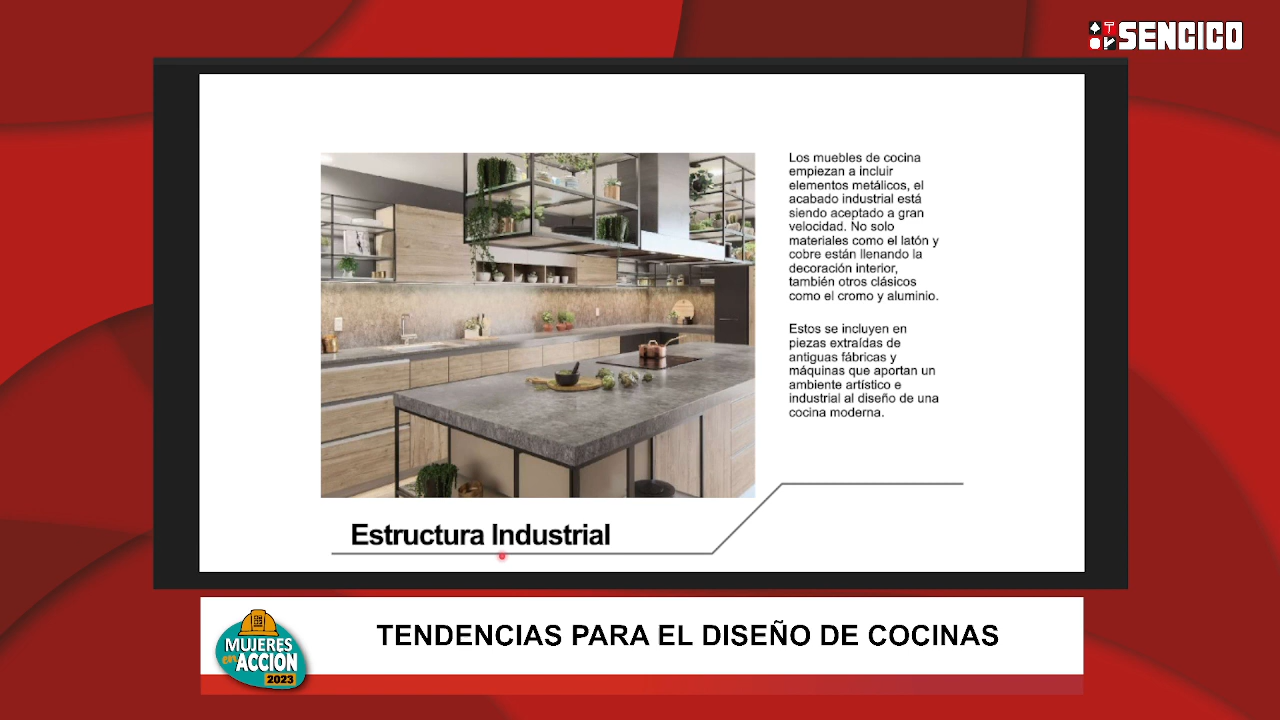 SENCICO
Los muebles de cocina
empiezan a incluir
elementos metálicos, el
acabado industrial está
siendo aceptado a gran
velocidad. No solo
materiales como el latón y
cobre están llenando la
decoración interior,
también otros clásicos
como el cromo y aluminio.
Estos se incluyen en
piezas extraídas de
antiguas fábricas y
máquinas que aportan un
ambiente artístico e
industrial al diseño de una
cocina moderna.
Estructura Industrial
MUJERES
en ACCIÓN
2023
TENDENCIAS PARA EL DISEÑO DE COCINAS